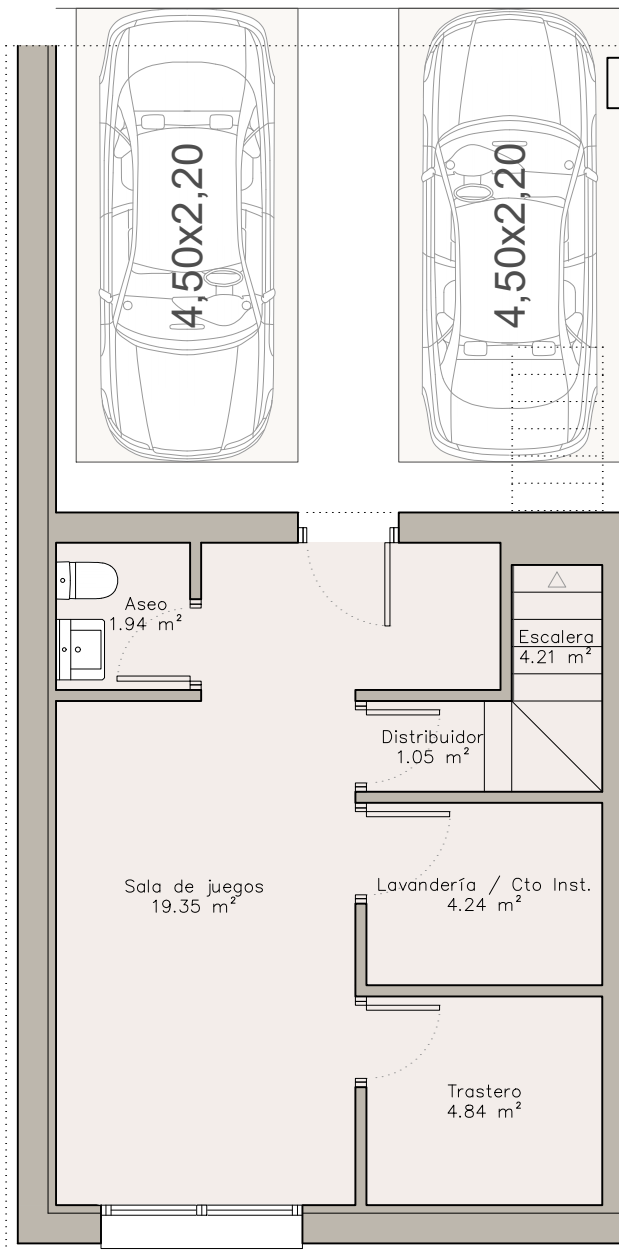 4,50x2,20
4,50x2,20
Aseo
1.94 m²
Escalera
4.21 m²
Distribuidor
1.05 m²
Sala de juegos
19.35 m²
Lavandería / Cto Inst.
4.24 m²
Trastero
4.84 m²